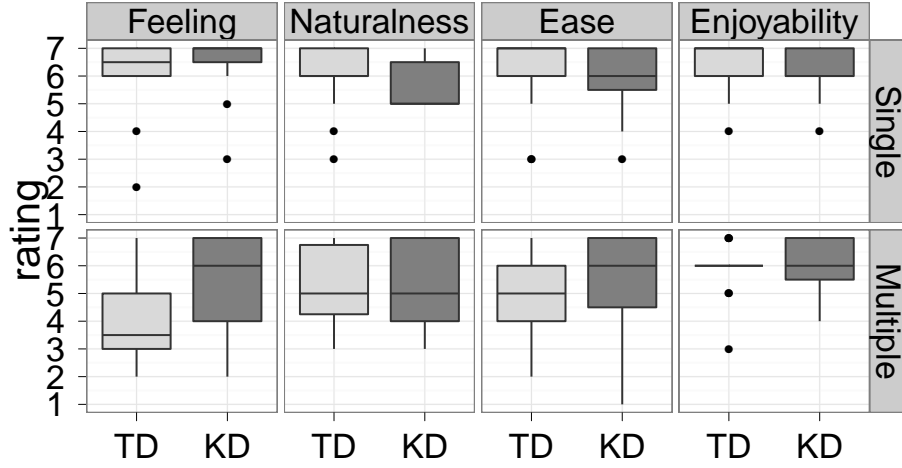 Feeling Naturalness Ease Enjoyability
rating
7
6
5
4
3
2
1
Single
7
6
5
4
3
2
1
Multiple
TD KD TD KD TD KD TD KD